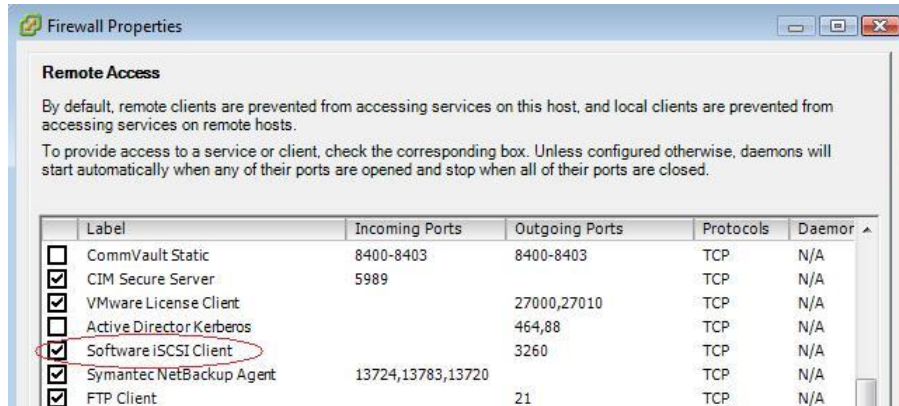 Firewall Properties
Remote Access
By default, remote clients are prevented from accessing services on this host, and local clients are prevented from
accessing services on remote hosts.
To provide access to a service or client, check the corresponding box. Unless configured otherwise, daemons will
start automatically when any of their ports are opened and stop when all of their ports are closed.
Label Incoming Ports Outgoing Ports Protocols Daemor
CommVault Static 8400-8403 8400-8403 TCP N/A
CIM Secure Server 5989 TCP N/A
VMware License Client 27000,27010 TCP N/A
Active Director Kerberos 464,88 TCP N/A
Software iSCSI Client 3260 TCP N/A
Symantec NetBackup Agent 13724,13783,13720 TCP N/A
FTP Client 21 TCP N/A